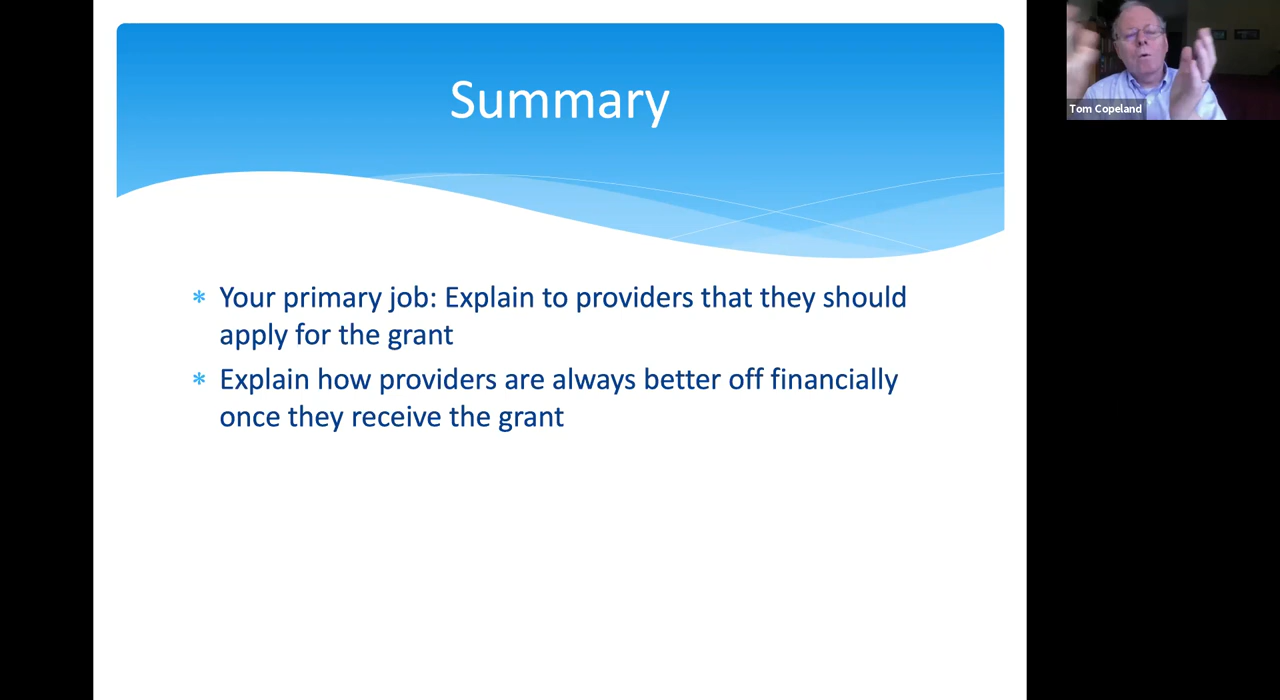 Summary
Tom Copeland
* Your primary job: Explain to providers that they should
apply for the grant
* Explain how providers are always better off financially
once they receive the grant